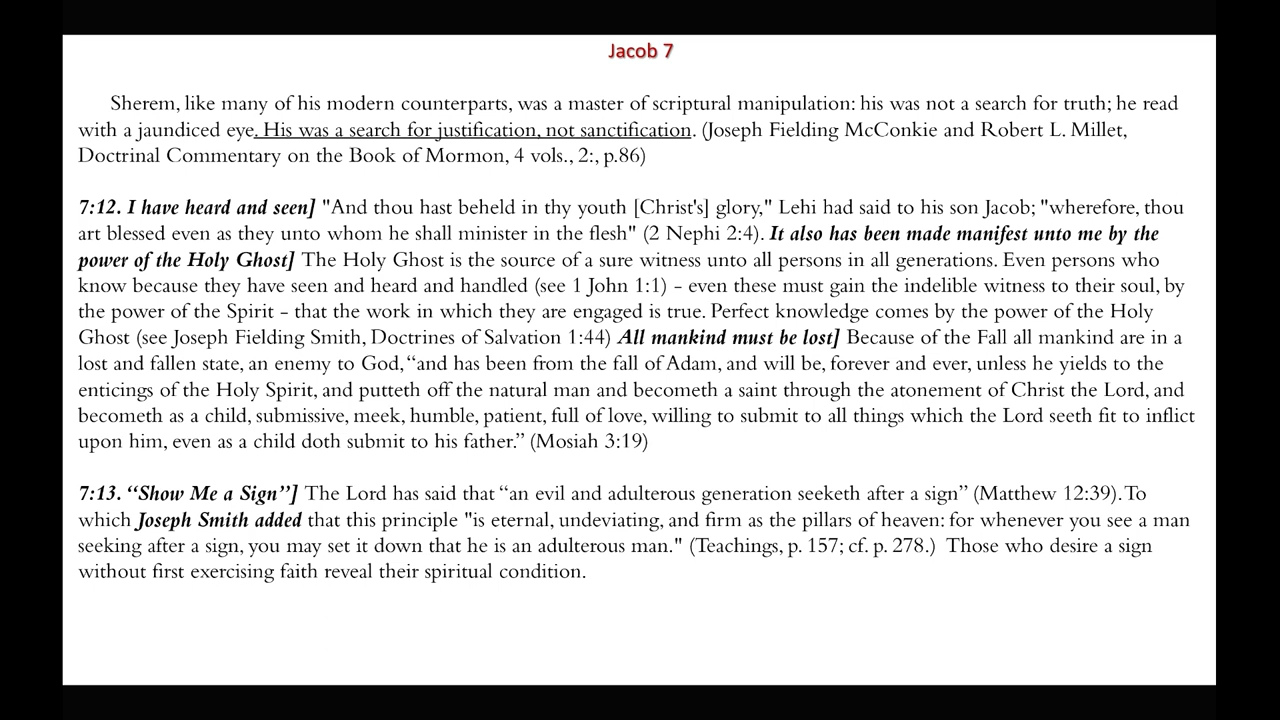 Jacob 7
Sherem, like many of his modern counterparts, was a master of scriptural manipulation: his was not a search for truth; he read
with a jaundiced eye. His was a search for justification, not sanctification. (Joseph Fielding McConkie and Robert L. Millet,
Doctrinal Commentary on the Book of Mormon, 4 vols., 2:, p.86)
7:12. I have heard and seen] "And thou hast beheld in thy youth [Christ's] glory," Lehi had said to his son Jacob; "wherefore, thou
art blessed even as they unto whom he shall minister in the flesh" (2 Nephi 2:4). It also has been made manifest unto me by the
power of the Holy Ghost] The Holy Ghost is the source of a sure witness unto all persons in all generations. Even persons who
know because they have seen and heard and handled (see 1 John 1:1) – even these must gain the indelible witness to their soul, by
the power of the Spirit – that the work in which they are engaged is true. Perfect knowledge comes by the power of the Holy
Ghost (see Joseph Fielding Smith, Doctrines of Salvation 1:44) All mankind must be lost] Because of the Fall all mankind are in a
lost and fallen state, an enemy to God, “and has been from the fall of Adam, and will be, forever and ever, unless he yields to the
enticings of the Holy Spirit, and putteth off the natural man and becometh a saint through the atonement of Christ the Lord, and
becometh as a child, submissive, meek, humble, patient, full of love, willing to submit to all things which the Lord seeth fit to inflict
upon him, even as a child doth submit to his father.” (Mosiah 3:19)
7:13. “Show Me a Sign”] The Lord has said that “an evil and adulterous generation seeketh after a sign” (Matthew 12:39). To
which Joseph Smith added that this principle "is eternal, undeviating, and firm as the pillars of heaven: for whenever you see a man
seeking after a sign, you may set it down that he is an adulterous man." (Teachings, p. 157; cf. p. 278.) Those who desire a sign
without first exercising faith reveal their spiritual condition.